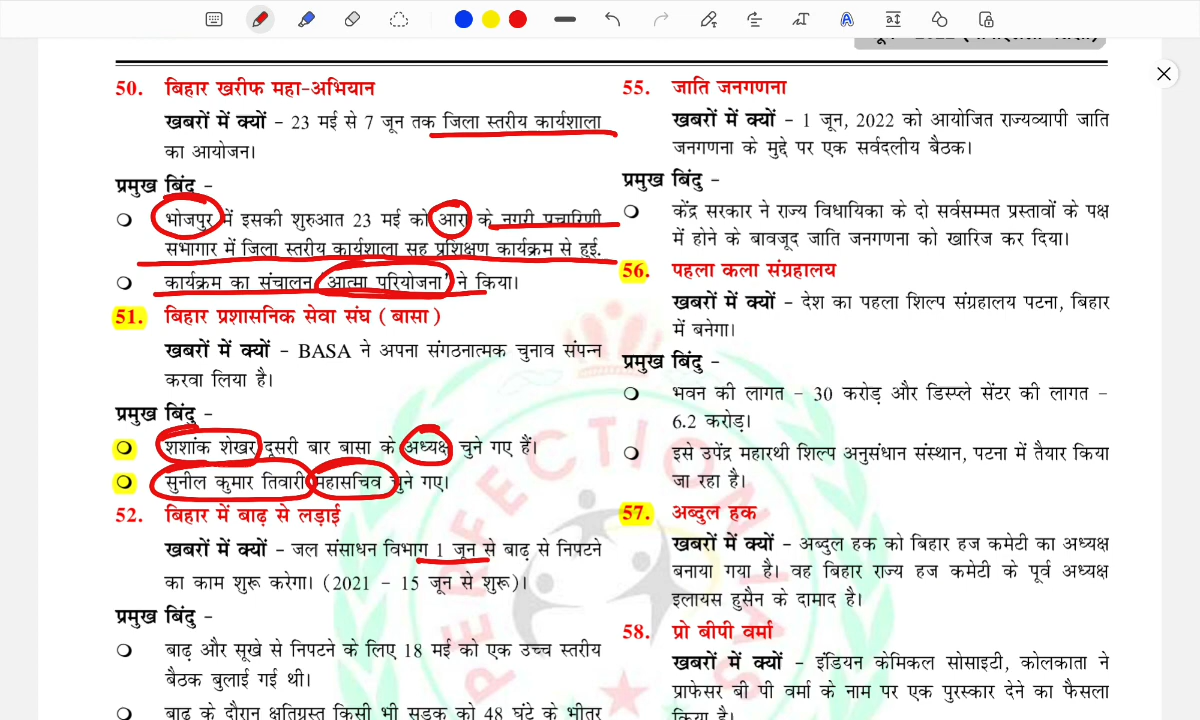 जून - 2022
50. बिहार खरीफ महा-अभियान
खबरों में क्यों - 23 मई से 7 जून तक जिला स्तरीय कार्यशाला
का आयोजन।
प्रमुख बिंदु -
भोजपुर में इसकी शुरुआत 23 मई को आरा के नगरी प्रचारिणी
सभागार में जिला स्तरीय कार्यशाला सह प्रशिक्षण कार्यक्रम से हुई.
कार्यक्रम का संचालन 'आत्मा परियोजना' ने किया।
51. बिहार प्रशासनिक सेवा संघ ( बासा )
खबरों में क्यों - BASA ने अपना संगठनात्मक चुनाव संपन्न
करवा लिया है।
प्रमुख बिंदु -
शशांक शेखर दूसरी बार बासा के अध्यक्ष चुने गए हैं।
सुनील कुमार तिवारी महासचिव चुने गए।
52. बिहार में बाढ़ से लड़ाई
खबरों में क्यों - जल संसाधन विभाग 1 जून से बाढ़ से निपटने
का काम शुरू करेगा। (2021 - 15 जून से शुरू)।
प्रमुख बिंदु -
बाढ़ और सूखे से निपटने के लिए 18 मई को एक उच्च स्तरीय
बैठक बुलाई गई थी।
बाढ़ के दौरान क्षतिग्रस्त किसी भी सड़क को 48 घंटे के भीतर
55. जाति जनगणना
खबरों में क्यों - 1 जून, 2022 को आयोजित राज्यव्यापी जाति
जनगणना के मुद्दे पर एक सर्वदलीय बैठक।
प्रमुख बिंदु -
केंद्र सरकार ने राज्य विधायिका के दो सर्वसम्मत प्रस्तावों के पक्ष
में होने के बावजूद जाति जनगणना को खारिज कर दिया।
56. पहला कला संग्रहालय
खबरों में क्यों - देश का पहला शिल्प संग्रहालय पटना, बिहार
में बनेगा।
प्रमुख बिंदु -
भवन की लागत - 30 करोड़ और डिस्प्ले सेंटर की लागत -
6.2 करोड़।
इसे उपेंद्र महारथी शिल्प अनुसंधान संस्थान, पटना में तैयार किया
जा रहा है।
57. अब्दुल हक
खबरों में क्यों - अब्दुल हक को बिहार हज कमेटी का अध्यक्ष
बनाया गया है। वह बिहार राज्य हज कमेटी के पूर्व अध्यक्ष
इलायस हुसैन के दामाद है।
58. प्रो बीपी वर्मा
खबरों में क्यों - इंडियन केमिकल सोसाइटी, कोलकाता ने
प्राफेसर बी पी वर्मा के नाम पर एक पुरस्कार देने का फैसला
किया है।
PERFECTION